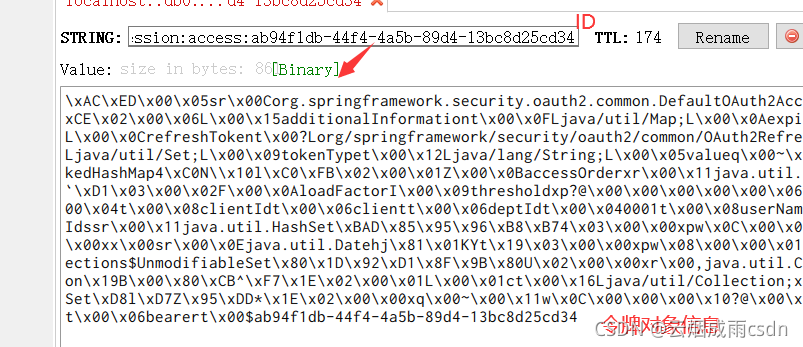 localhost::db0::..:d4-13bc8d25cd34
ID
STRING: :ssion:access:ab94f1db-44f4-4a5b-89d4-13bc8d25cd34 TTL: 174 Rename
Value: size in bytes: 86 [Binary]
\xAC\xED\x00\x05sr\x00Corg.springframework.security.oauth2.common.DefaultOAuth2Acc
xCE\x02\x00\x06L\x00\x15additionalInformationt\x00\x0FLjava/util/Map;L\x00\x0Aexpi
L\x00\x0CrefreshTokent\x00?Lorg/springframework/security/oauth2/common/OAuth2Refre
Ljava/util/Set;L\x00\x09tokenTypet\x00\x12Ljava/lang/String;L\x00\x05valueq\x00~\x
kedHashMap4\xC0N\\x10l\xC0\xFB\x02\x00\x01Z\x00\x0BaccessOrderxr\x00\x11java.util.
`\xD1\x03\x00\x02F\x00\x0AloadFactorI\x00\x09thresholdxp?@\x00\x00\x00\x00\x00\x06
00\x04t\x00\x08clientIdt\x00\x06clientt\x00\x06deptIdt\x00\x040001t\x00\x08userNam
Idssr\x00\x11java.util.HashSet\xBAD\x85\x95\x96\xB8\xB74\x03\x00\x00xpw\x0C\x00\x0
\x00xx\x00sr\x00\x0Ejava.util.Datehj\x81\x01KYt\x19\x03\x00\x00xpw\x08\x00\x00\x01
ections$UnmodifiableSet\x80\x1D\x92\xD1\x8F\x9B\x80U\x02\x00\x00xr\x00,java.util.C
on\x19B\x00\x80\xCB^\xF7\x1E\x02\x00\x01L\x00\x01ct\x00\x16Ljava/util/Collection;x
Set\xD8l\xD7Z\x95\xDD*\x1E\x02\x00\x00xq\x00~\x00\x11w\x0C\x00\x00\x00\x10?@\x00\x
t\x00\x06bearert\x00$ab94f1db-44f4-4a5b-89d4-13bc8d25cd34
令牌对象信息
CSDN @云烟成雨csdn